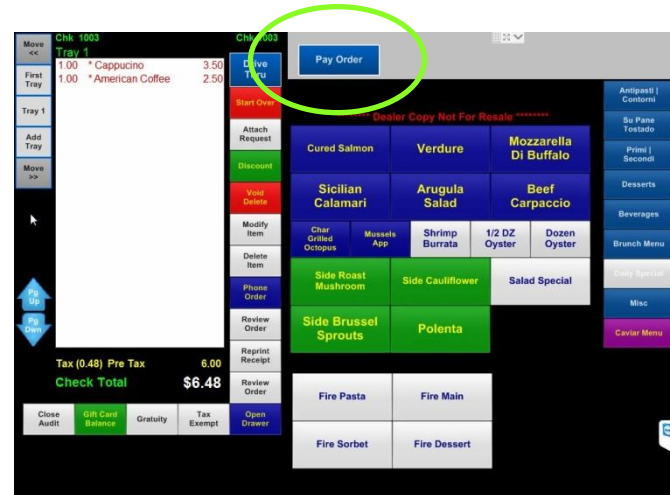 Chk 1003
Chk 1003
Move
<<
Tray 1
1.00 * Cappucino 3.50
1.00 * American Coffee 2.50
First
Tray
Tray 1
Add
Tray
Move
>>
Pg
Up
Pg
Dwn
Tax (0.48) Pre Tax 6.00
Check Total $6.48
Close
Audit
Gift Card
Balance
Gratuity
Tax
Exempt
Drive
Thru
Start Over
Attach
Request
Discount
Void
Delete
Modify
Item
Delete
Item
Phone
Order
Review
Order
Reprint
Receipt
Review
Order
Open
Drawer
Pay Order
Dealer Copy Not For Resale ********
Cured Salmon
Verdure
Mozzarella
Di Buffalo
Sicilian
Calamari
Arugula
Salad
Beef
Carpaccio
Char
Grilled
Octopus
Mussels
App
Shrimp
Burrata
1/2 DZ
Oyster
Dozen
Oyster
Side Roast
Mushroom
Side Cauliflower
Salad Special
Side Brussel
Sprouts
Polenta
Fire Pasta
Fire Main
Fire Sorbet
Fire Dessert
Antipasti |
Contorni
Su Pane
Tostado
Primi |
Secondi
Desserts
Beverages
Brunch Menu
Daily Special
Misc
Caviar Menu